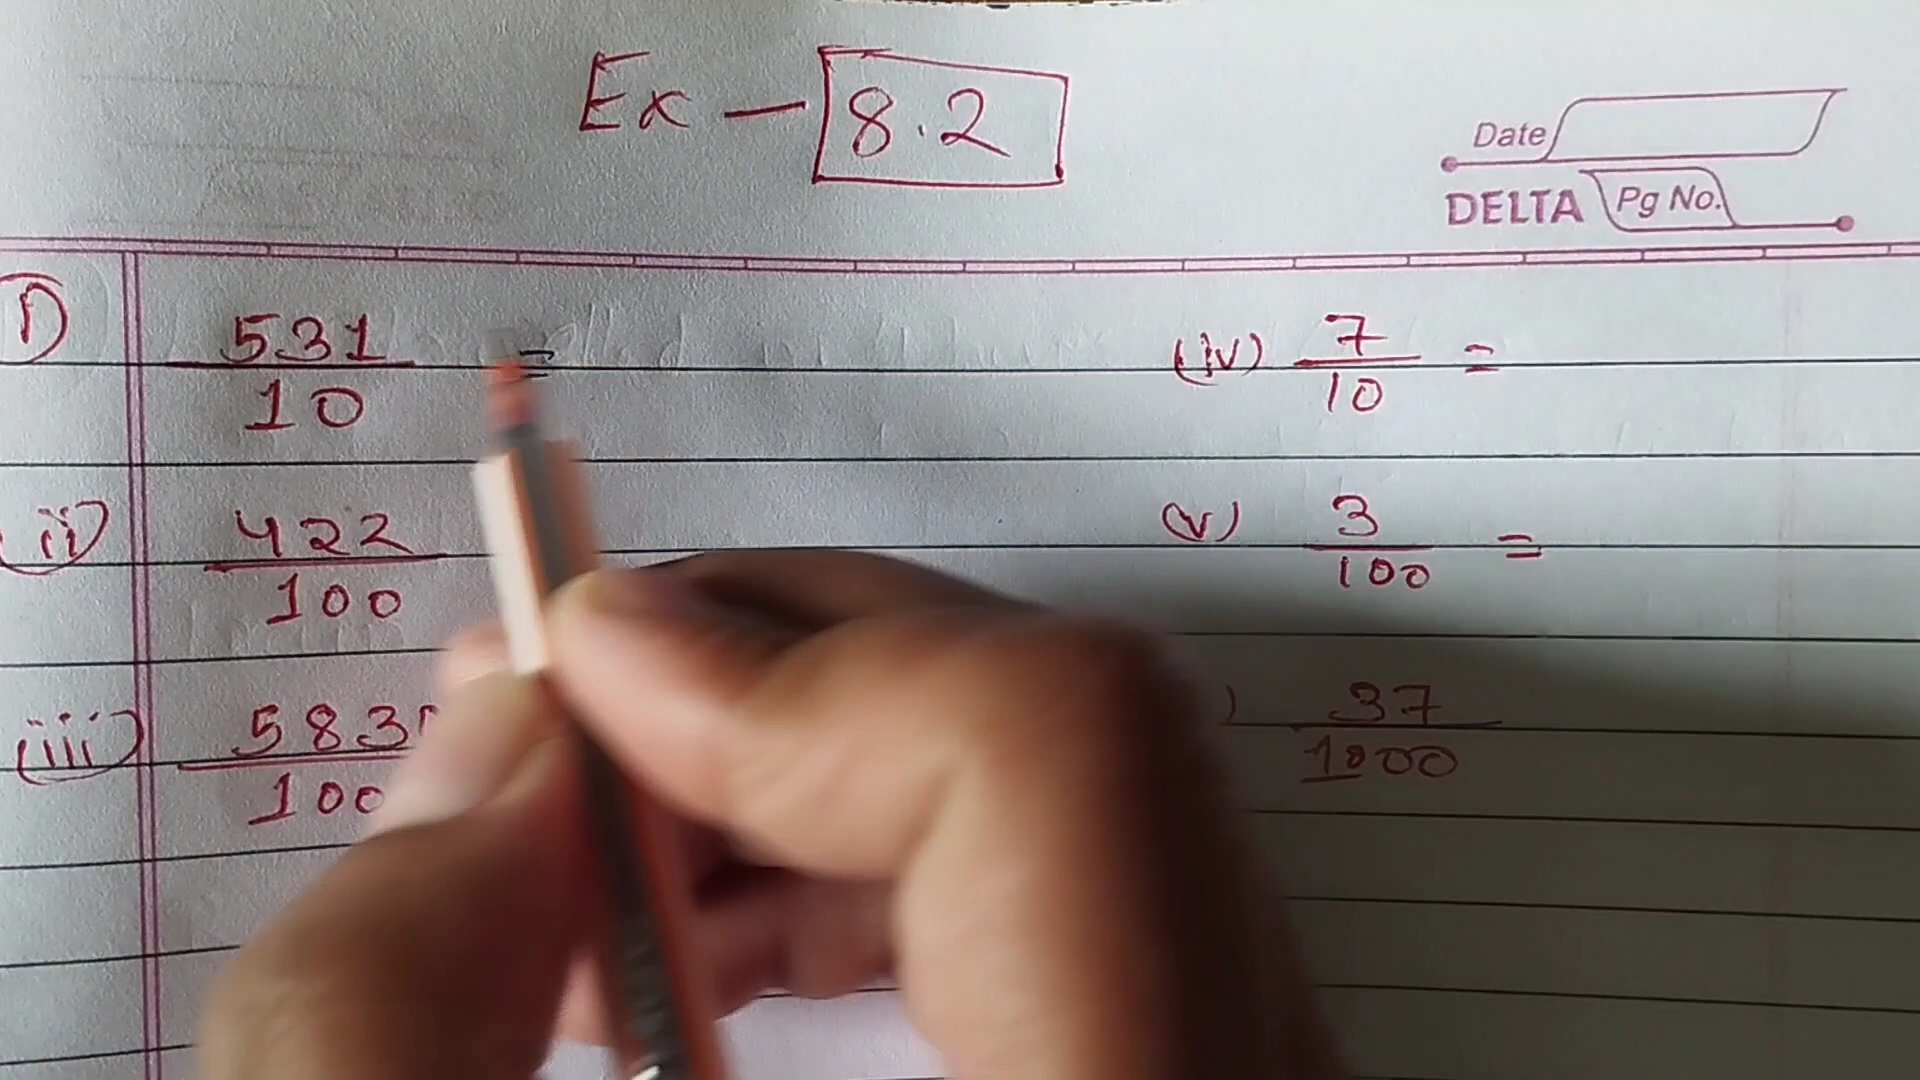 Ex - 8.2
Date
DELTA Pg No.
1) 531/10 =
(ii) 422/100
(iii) 583
100
(iv) 7/10 =
(v) 3/100 =
) 37/1000